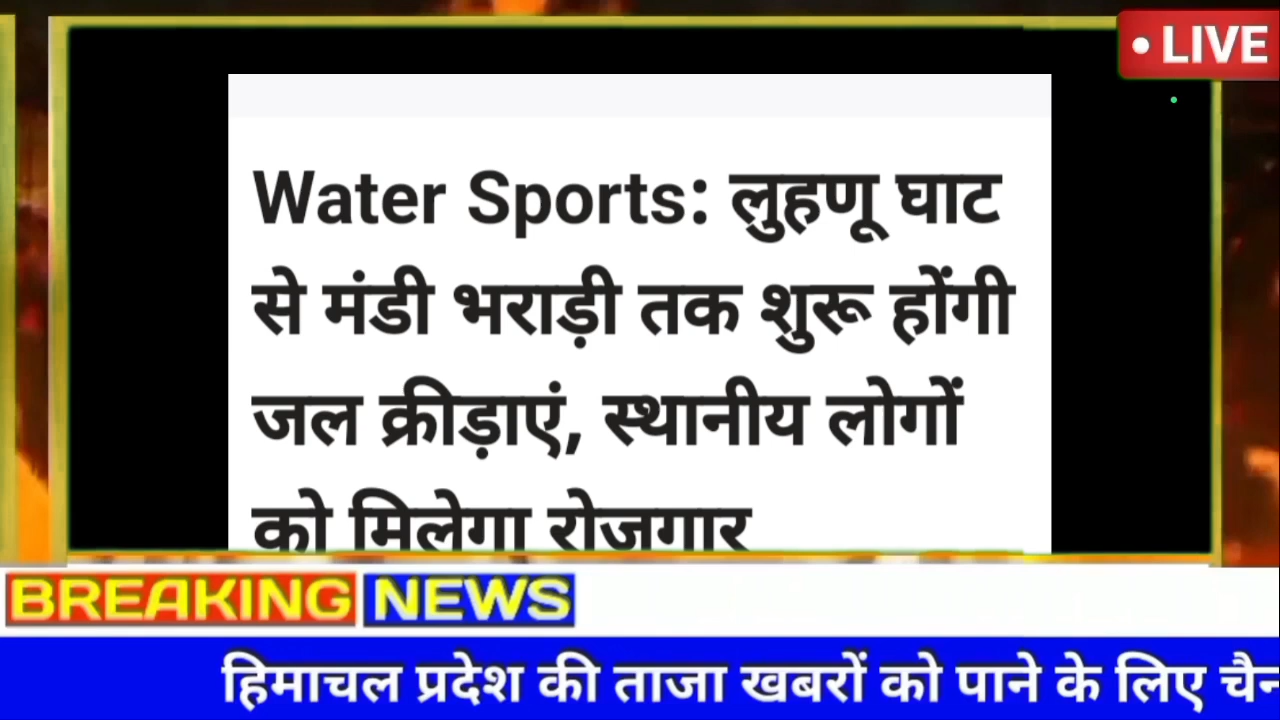 LIVE
Water Sports: लुहणू घाट
से मंडी भराड़ी तक शुरू होंगी
जल क्रीड़ाएं, स्थानीय लोगों
को मिलेगा रोजगार
BREAKING NEWS
हिमाचल प्रदेश की ताजा खबरों को पाने के लिए